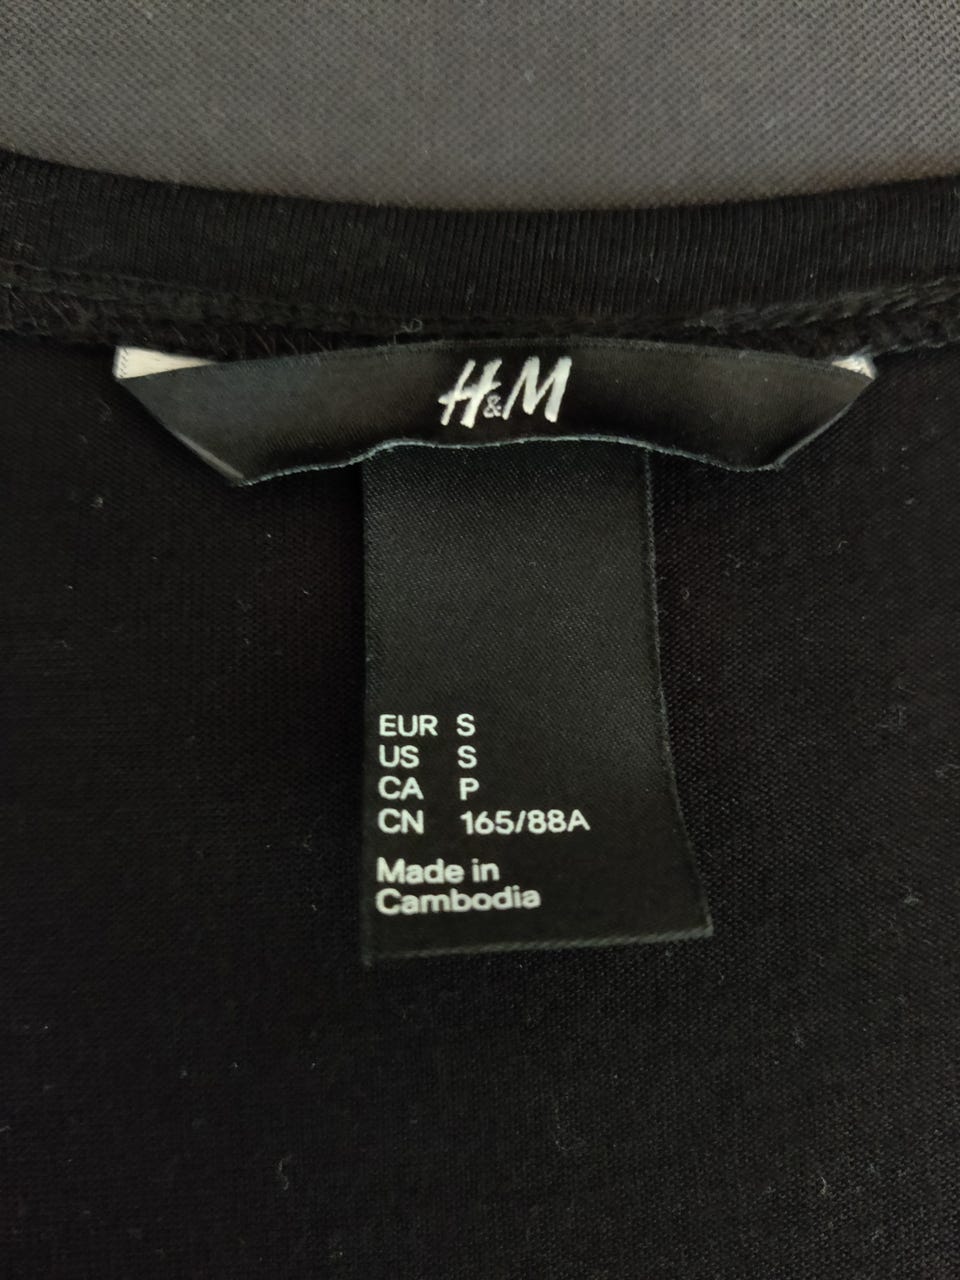 H&M
EUR S
US S
CA P
CN 165/88A
Made in
Cambodia